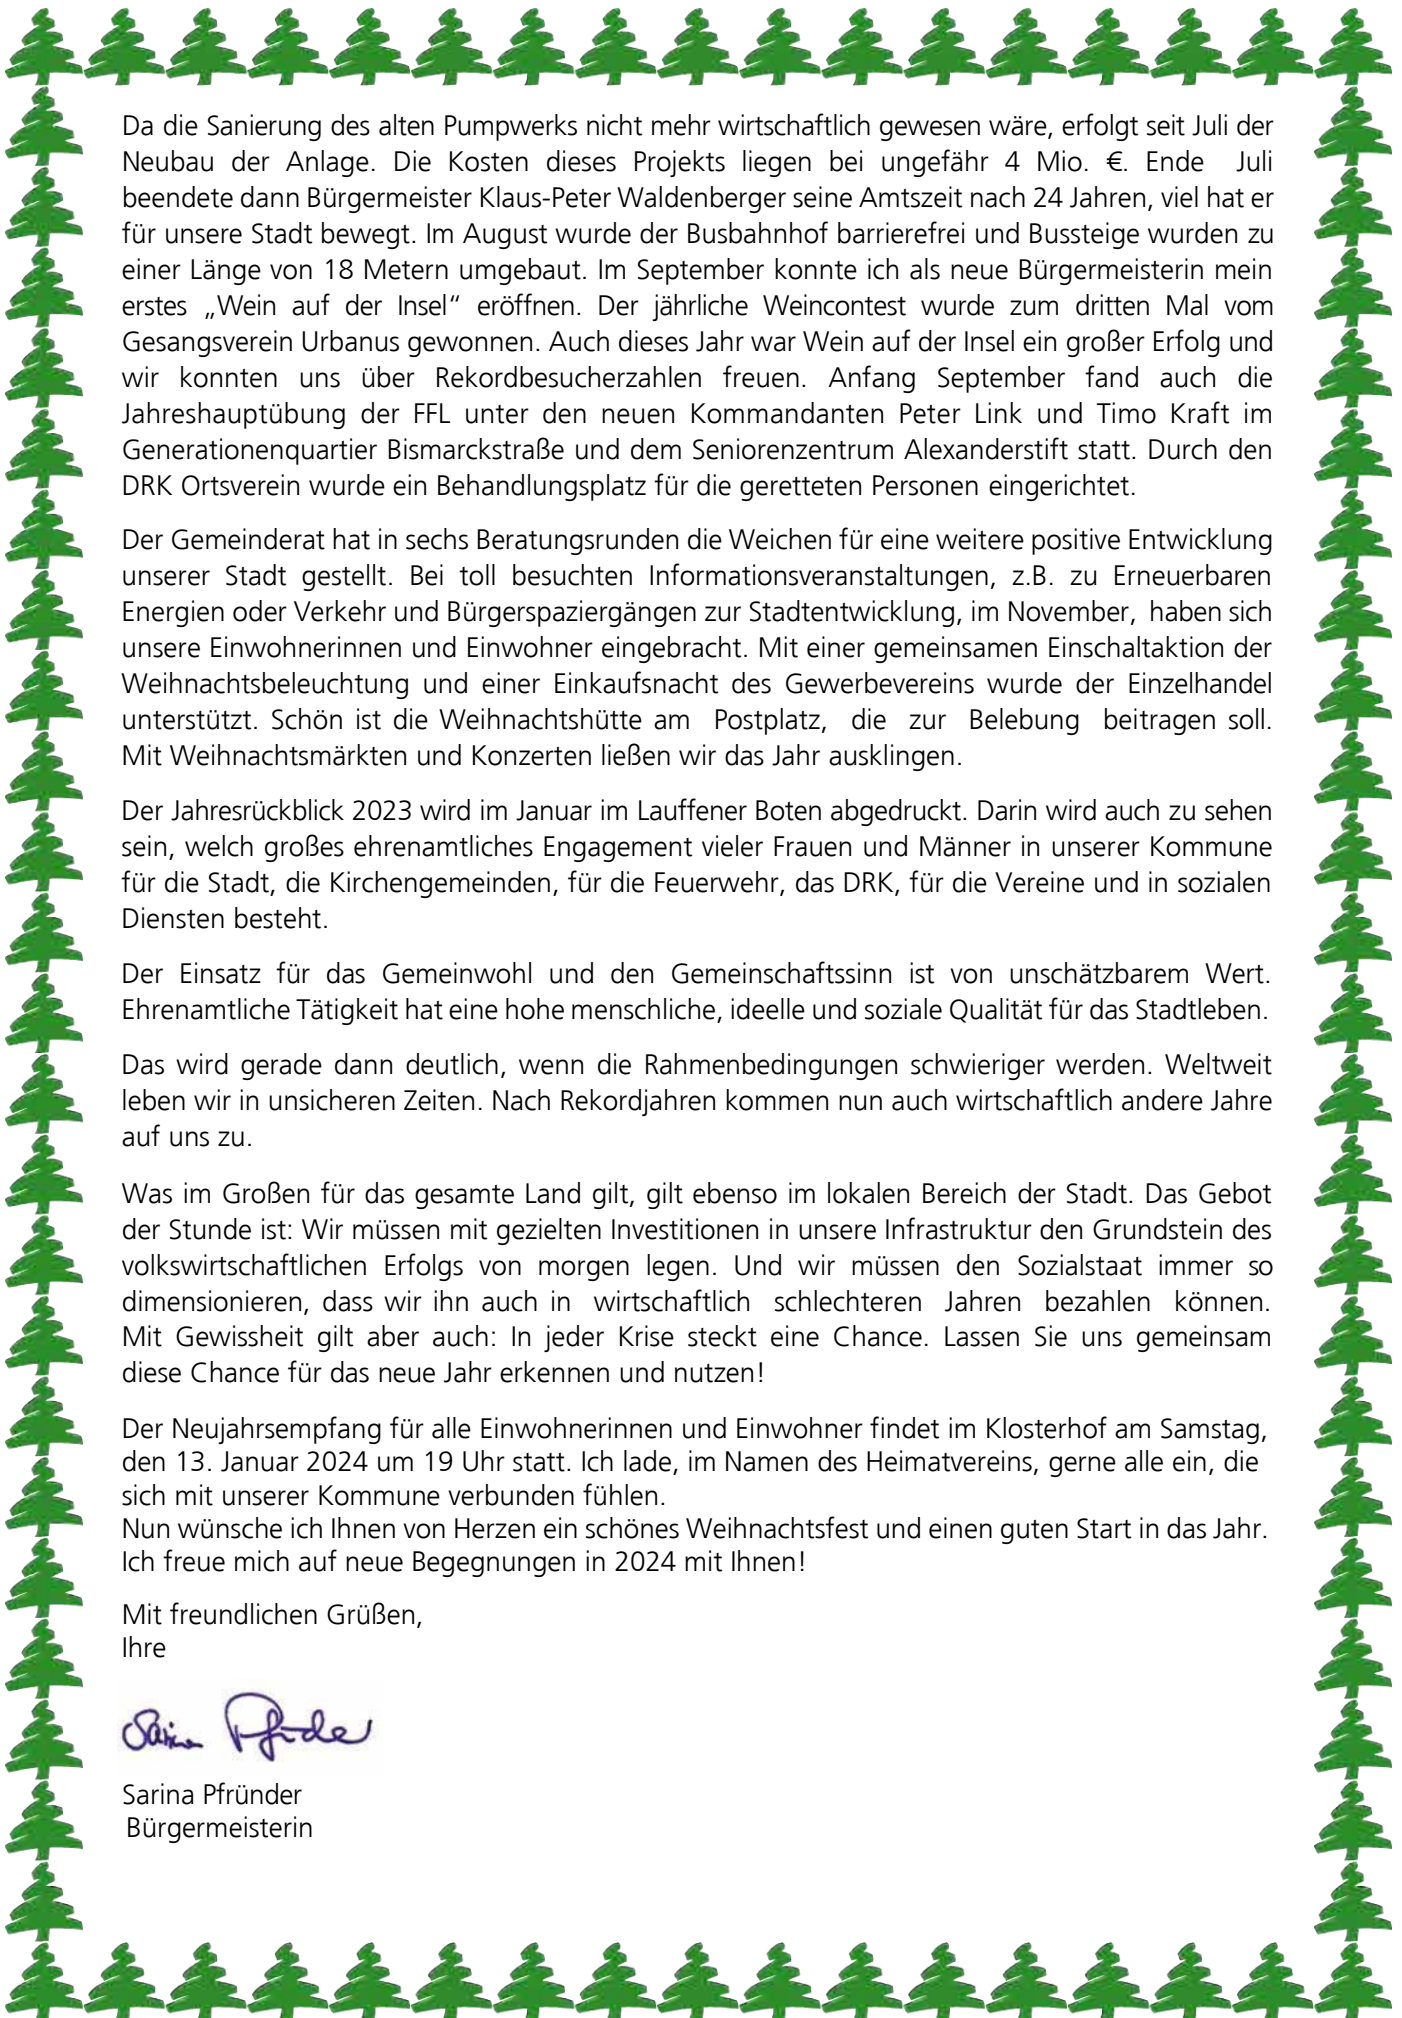 Da die Sanierung des alten Pumpwerks nicht mehr wirtschaftlich gewesen wäre, erfolgt seit Juli der
Neubau der Anlage. Die Kosten dieses Projekts liegen bei ungefähr 4 Mio. €. Ende Juli
beendete dann Bürgermeister Klaus-Peter Waldenberger seine Amtszeit nach 24 Jahren, viel hat er
für unsere Stadt bewegt. Im August wurde der Busbahnhof barrierefrei und Bussteige wurden zu
einer Länge von 18 Metern umgebaut. Im September konnte ich als neue Bürgermeisterin mein
erstes „Wein auf der Insel“ eröffnen. Der jährliche Weincontest wurde zum dritten Mal vom
Gesangsverein Urbanus gewonnen. Auch dieses Jahr war Wein auf der Insel ein großer Erfolg und
wir konnten uns über Rekordbesucherzahlen freuen. Anfang September fand auch die
Jahreshauptübung der FFL unter den neuen Kommandanten Peter Link und Timo Kraft im
Generationenquartier Bismarckstraße und dem Seniorenzentrum Alexanderstift statt. Durch den
DRK Ortsverein wurde ein Behandlungsplatz für die geretteten Personen eingerichtet.
Der Gemeinderat hat in sechs Beratungsrunden die Weichen für eine weitere positive Entwicklung
unserer Stadt gestellt. Bei toll besuchten Informationsveranstaltungen, z.B. zu Erneuerbaren
Energien oder Verkehr und Bürgerspaziergängen zur Stadtentwicklung, im November, haben sich
unsere Einwohnerinnen und Einwohner eingebracht. Mit einer gemeinsamen Einschaltaktion der
Weihnachtsbeleuchtung und einer Einkaufsnacht des Gewerbevereins wurde der Einzelhandel
unterstützt. Schön ist die Weihnachtshütte am Postplatz, die zur Belebung beitragen soll.
Mit Weihnachtsmärkten und Konzerten ließen wir das Jahr ausklingen.
Der Jahresrückblick 2023 wird im Januar im Lauffener Boten abgedruckt. Darin wird auch zu sehen
sein, welch großes ehrenamtliches Engagement vieler Frauen und Männer in unserer Kommune
für die Stadt, die Kirchengemeinden, für die Feuerwehr, das DRK, für die Vereine und in sozialen
Diensten besteht.
Der Einsatz für das Gemeinwohl und den Gemeinschaftssinn ist von unschätzbarem Wert.
Ehrenamtliche Tätigkeit hat eine hohe menschliche, ideelle und soziale Qualität für das Stadtleben.
Das wird gerade dann deutlich, wenn die Rahmenbedingungen schwieriger werden. Weltweit
leben wir in unsicheren Zeiten. Nach Rekordjahren kommen nun auch wirtschaftlich andere Jahre
auf uns zu.
Was im Großen für das gesamte Land gilt, gilt ebenso im lokalen Bereich der Stadt. Das Gebot
der Stunde ist: Wir müssen mit gezielten Investitionen in unsere Infrastruktur den Grundstein des
volkswirtschaftlichen Erfolgs von morgen legen. Und wir müssen den Sozialstaat immer so
dimensionieren, dass wir ihn auch in wirtschaftlich schlechteren Jahren bezahlen können.
Mit Gewissheit gilt aber auch: In jeder Krise steckt eine Chance. Lassen Sie uns gemeinsam
diese Chance für das neue Jahr erkennen und nutzen!
Der Neujahrsempfang für alle Einwohnerinnen und Einwohner findet im Klosterhof am Samstag,
den 13. Januar 2024 um 19 Uhr statt. Ich lade, im Namen des Heimatvereins, gerne alle ein, die
sich mit unserer Kommune verbunden fühlen.
Nun wünsche ich Ihnen von Herzen ein schönes Weihnachtsfest und einen guten Start in das Jahr.
Ich freue mich auf neue Begegnungen in 2024 mit Ihnen!
Mit freundlichen Grüßen,
Ihre
Sarina Pfründer
Sarina Pfründer
Bürgermeisterin